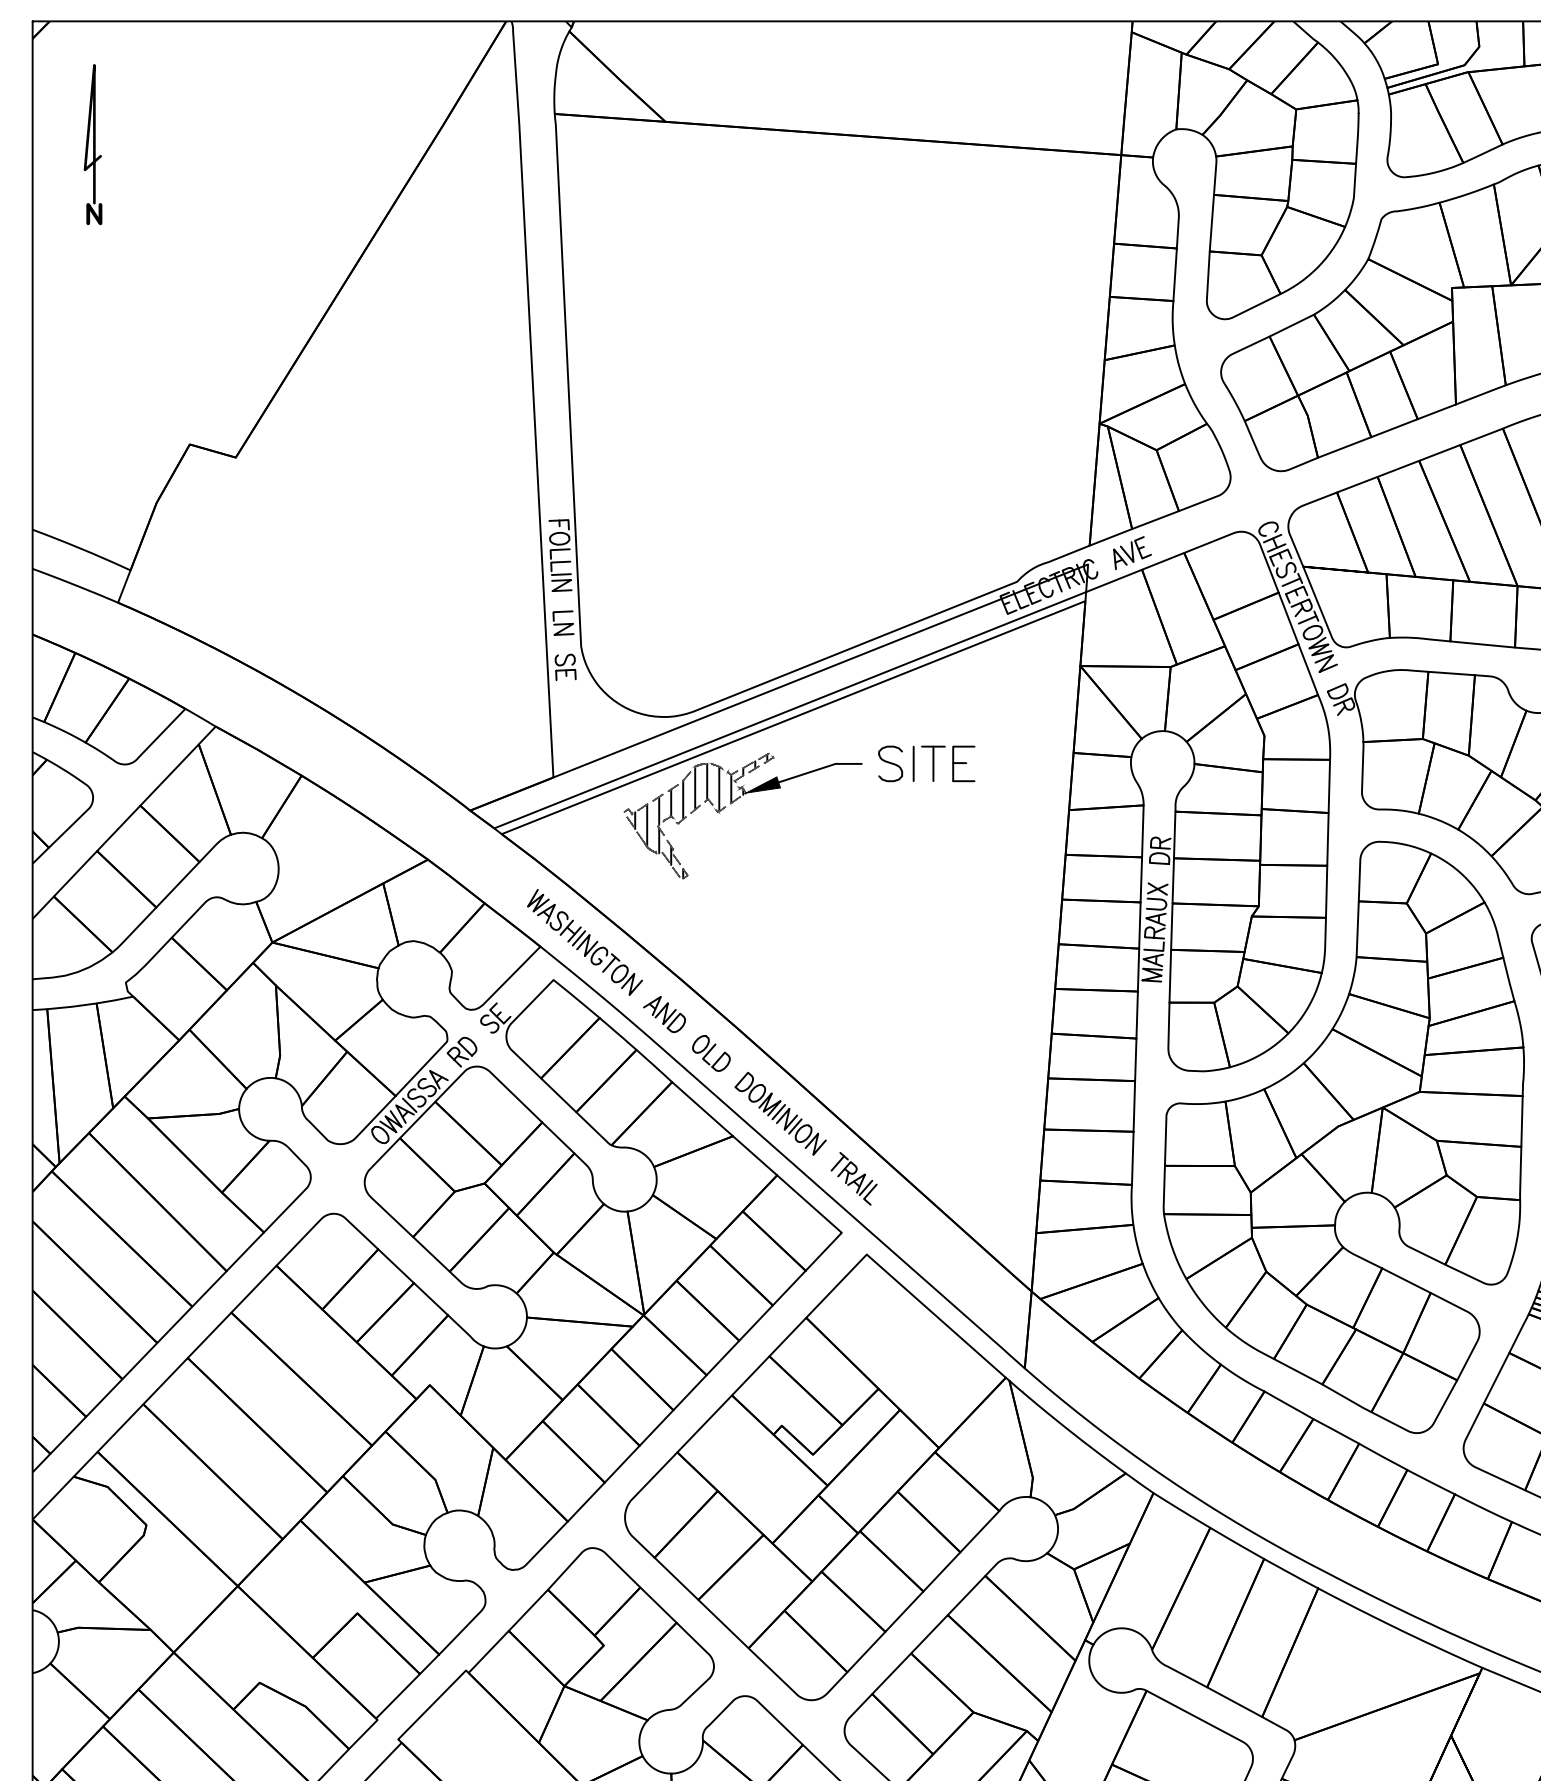 N
FOLLIN LN SE
ELECTRIC AVE
CHESTERTOWN DR
SITE
MALRAUX DR
WASHINGTON AND OLD DOMINION TRAIL
OWAISSA RD SE